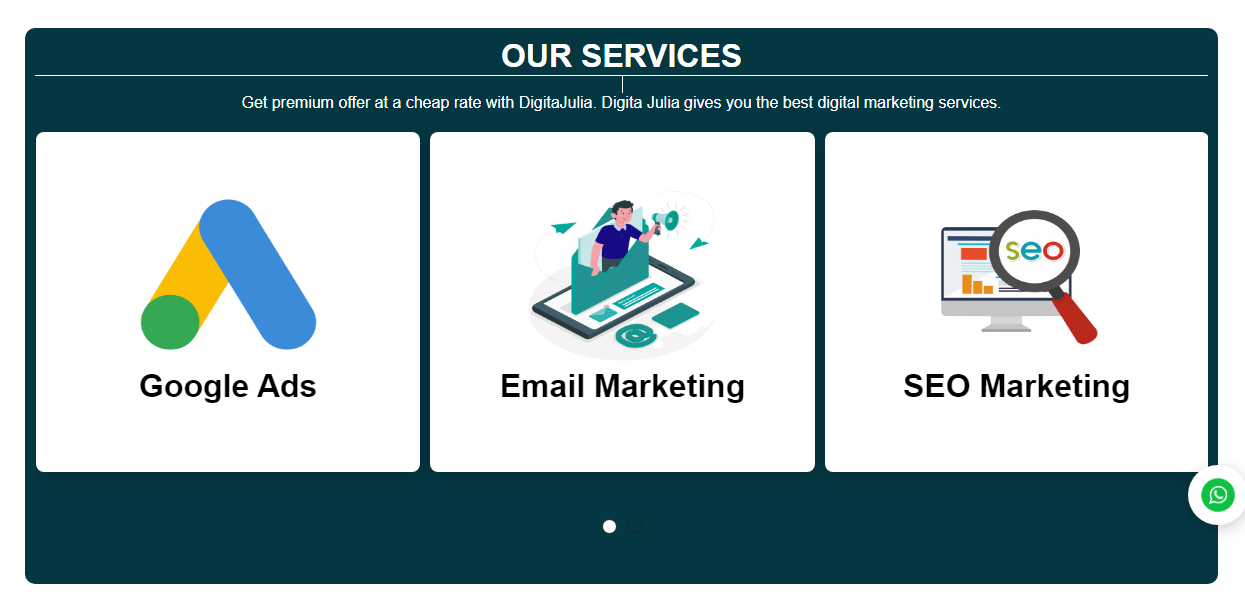 OUR SERVICES
Get premium offer at a cheap rate with DigitaJulia. Digita Julia gives you the best digital marketing services.
seo
Google Ads
Email Marketing
SEO Marketing